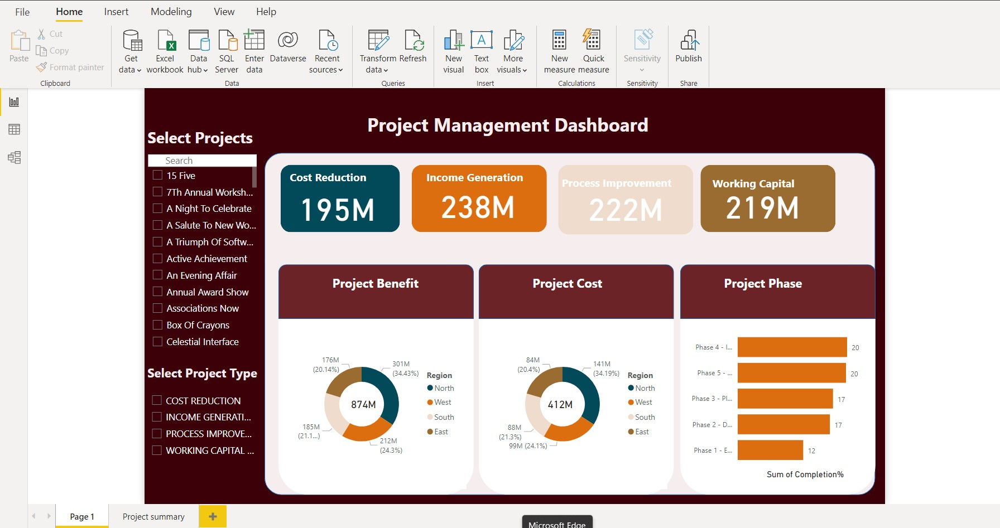 File Home Insert Modeling View Help
Paste
Cut
Copy
Format painter
Clipboard
Get data
Excel workbook
Data hub
SQL Server
Enter data
Dataverse
Recent sources
Data
Transform data
Refresh
Queries
New visual
Text box
More visuals
Insert
New measure
Quick measure
Calculations
Sensitivity
Sensitivity
Publish
Share
Project Management Dashboard
Select Projects
Search
15 Five
7Th Annual Worksh...
A Night To Celebrate
A Salute To New Wo...
A Triumph Of Softw...
Active Achievement
An Evening Affair
Annual Award Show
Associations Now
Box Of Crayons
Celestial Interface
Select Project Type
COST REDUCTION
INCOME GENERATI...
PROCESS IMPROVE...
WORKING CAPITAL ...
Cost Reduction
195M
Income Generation
238M
Process Improvement
222M
Working Capital
219M
Project Benefit
176M
(20.14%)
301M
(34.43%)
874M
185M
(21.1...)
212M
(24.3%)
Region
North
West
South
East
Project Cost
84M
(20.4%)
141M
(34.19%)
412M
88M
(21.3%)
99M (24.1%)
Region
North
West
South
East
Project Phase
Phase 4 - I... 20
Phase 5 - ... 20
Phase 3 - Pl... 17
Phase 2 - D... 17
Phase 1 - E... 12
Sum of Completion%
Page 1
Project summary
Microsoft Edge